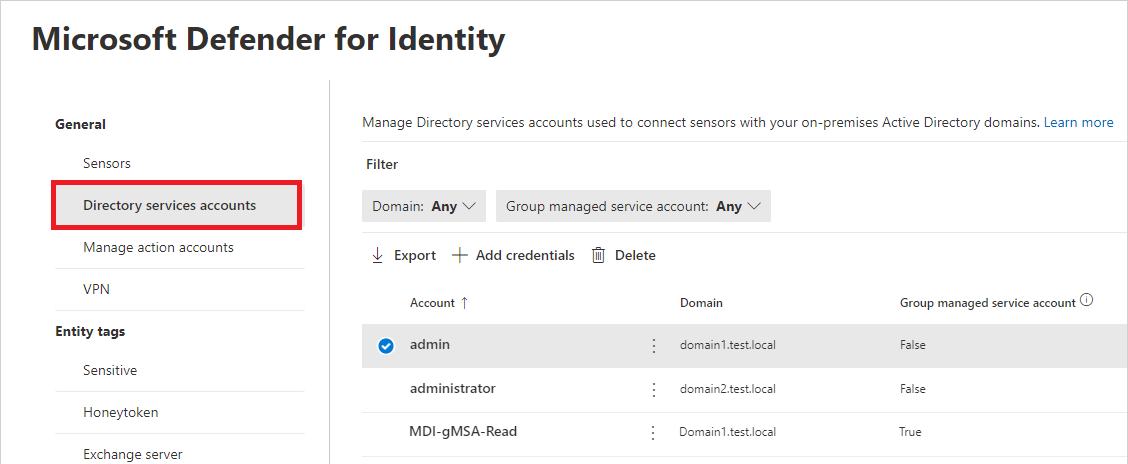 Microsoft Defender for Identity
General
Sensors
Directory services accounts
Manage action accounts
VPN
Entity tags
Sensitive
Honeytoken
Exchange server
Manage Directory services accounts used to connect sensors with your on-premises Active Directory domains. Learn more
Filter
Domain: Any Group managed service account: Any
Export Add credentials Delete
Account Domain Group managed service account
admin domain1.test.local False
administrator domain2.test.local False
MDI-gMSA-Read Domain1.test.local True